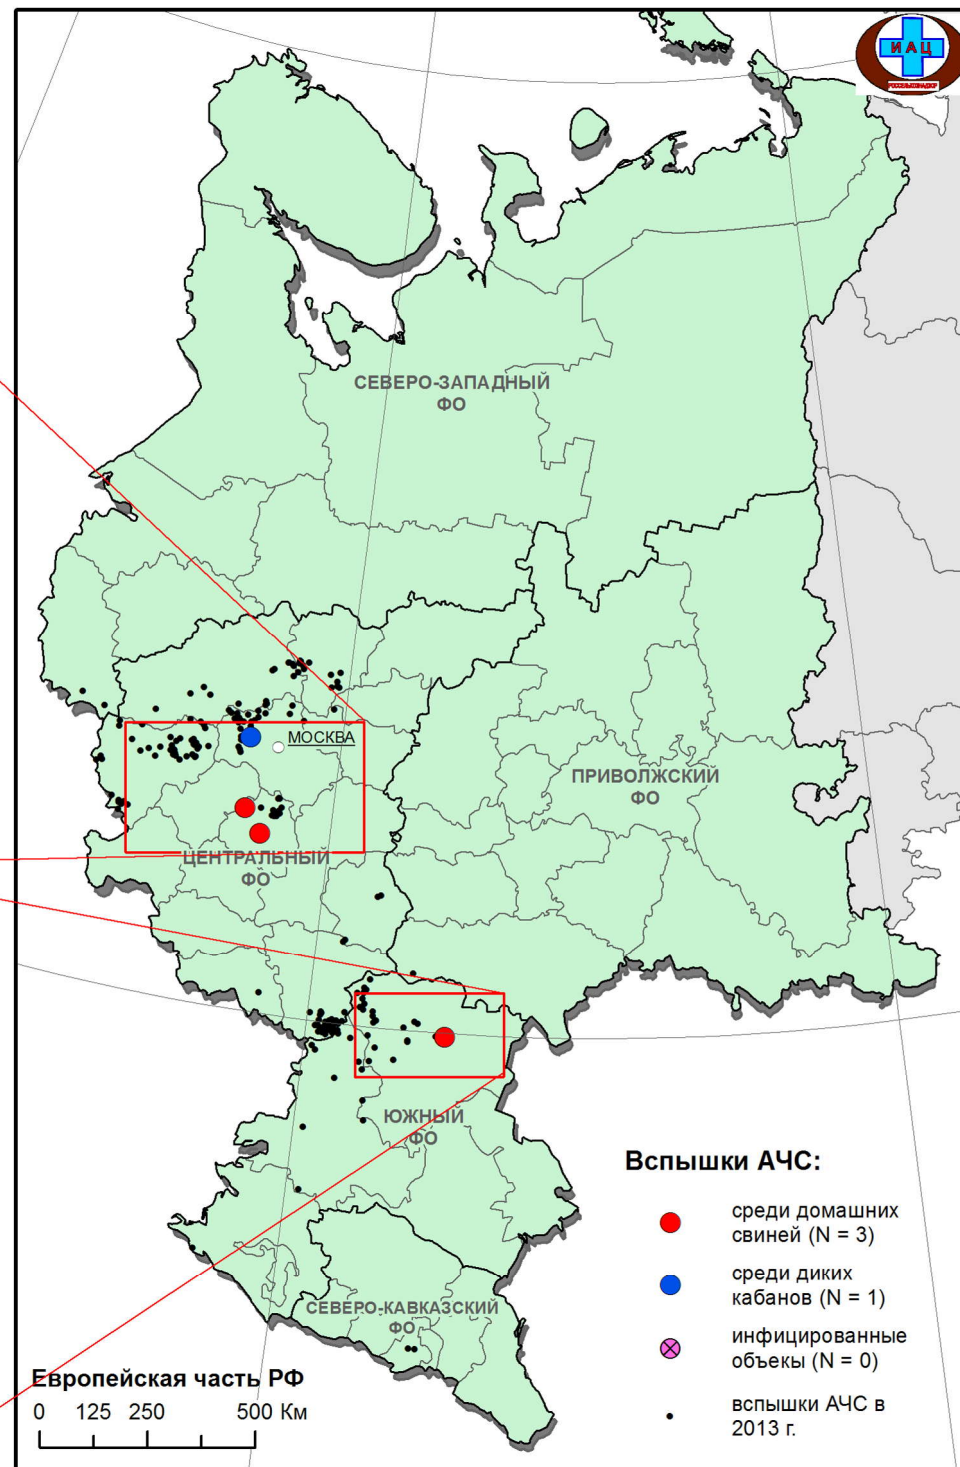 ИАЦ
РОССЕЛЬХОЗНАДЗОР
СЕВЕРО-ЗАПАДНЫЙ
ФО
МОСКВА
ПРИВОЛЖСКИЙ
ФО
ЦЕНТРАЛЬНЫЙ
ФО
ЮЖНЫЙ
ФО
СЕВЕРО-КАВКАЗСКИЙ
ФО
Вспышки АЧС:
среди домашних
свиней (N = 3)
среди диких
кабанов (N = 1)
инфицированные
объекы (N = 0)
вспышки АЧС в
2013 г.
Европейская часть РФ
0 125 250 500 Км